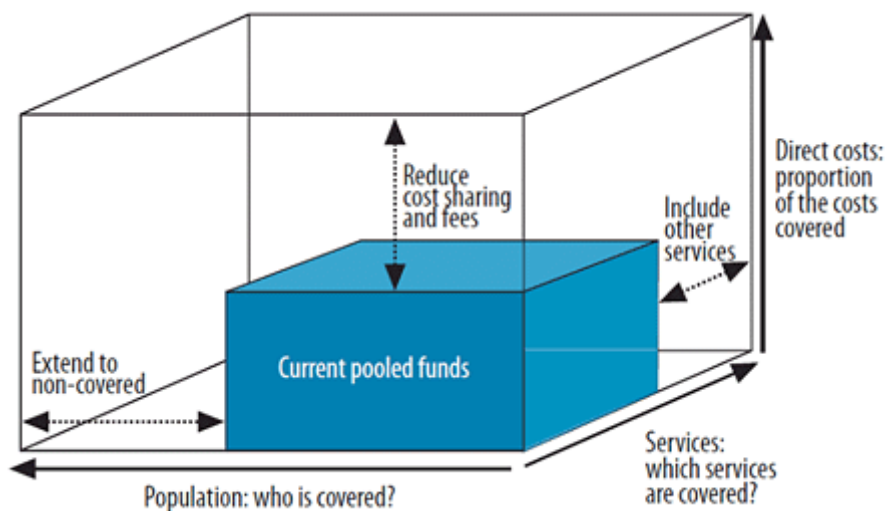 Reduce
cost sharing
and fees
Include
other
services
Direct costs:
proportion
of the costs
covered
Extend to
non-covered
Current pooled funds
Services:
which services
are covered?
Population: who is covered?